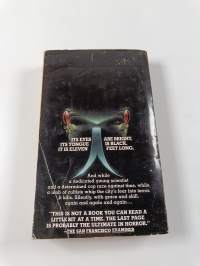 ITS EYES ARE BRIGHT.
ITS TONGUE IS BLACK.
IT IS ELEVEN FEET LONG.
And while
a dedicated young scientist
and a determined cop race against time, while
a cult of cultists whip the city's fear into
it kills. Silently, with grace and skill,
again and again and again...
"THIS IS NOT A BOOK YOU CAN READ A
LITTLE BIT AT A TIME. THE LAST PAGE
IS PROBABLY THE ULTIMATE IN HORROR."
—THE SAN FRANCISCO EXAMINER